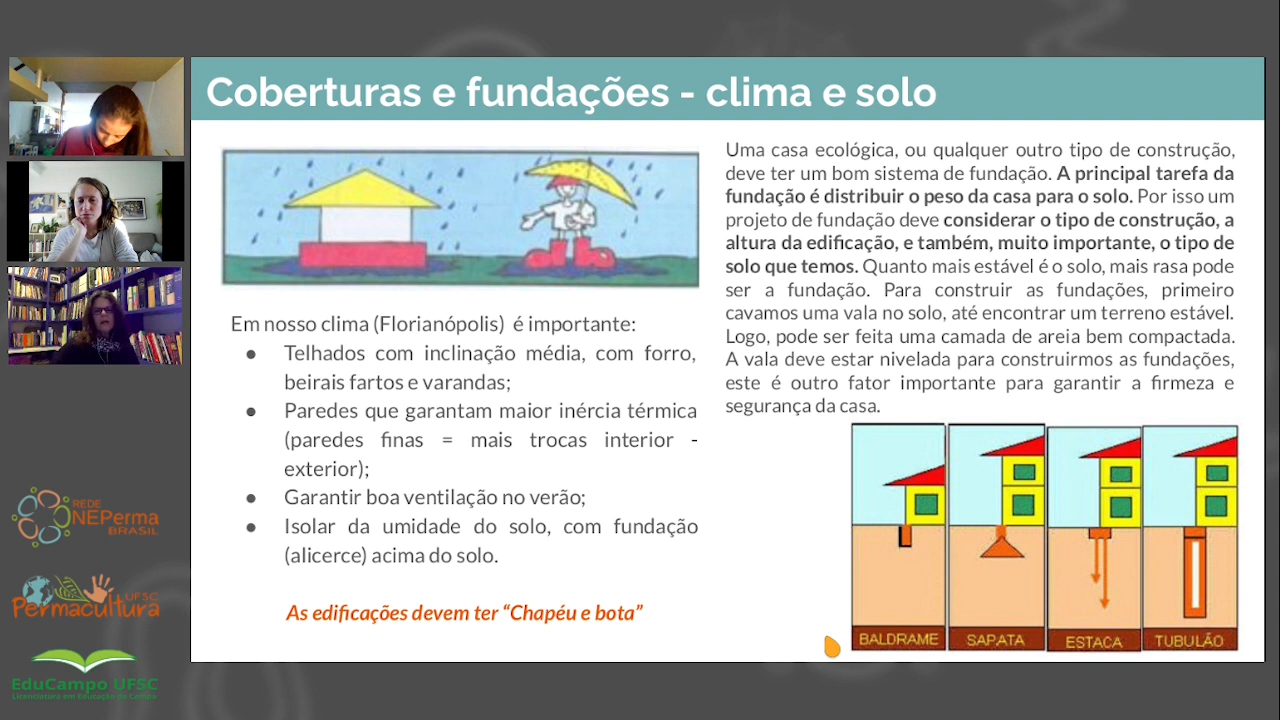 Coberturas e fundações - clima e solo
Em nosso clima (Florianópolis) é importante:
● Telhados com inclinação média, com forro,
beirais fartos e varandas;
● Paredes que garantam maior inércia térmica
(paredes finas = mais trocas interior -
exterior);
● Garantir boa ventilação no verão;
● Isolar da umidade do solo, com fundação
(alicerce) acima do solo.
As edificações devem ter “Chapéu e bota”
Uma casa ecológica, ou qualquer outro tipo de construção,
deve ter um bom sistema de fundação. A principal tarefa da
fundação é distribuir o peso da casa para o solo. Por isso um
projeto de fundação deve considerar o tipo de construção, a
altura da edificação, e também, muito importante, o tipo de
solo que temos. Quanto mais estável é o solo, mais rasa pode
ser a fundação. Para construir as fundações, primeiro
cavamos uma vala no solo, até encontrar um terreno estável.
Logo, pode ser feita uma camada de areia bem compactada.
A vala deve estar nivelada para construirmos as fundações,
este é outro fator importante para garantir a firmeza e
segurança da casa.
BALDRAME SAPATA ESTACA TUBULÃO
REDE
NEPerma
BRASIL
UFSC
Permacultura
EduCampo UFSC
Licenciatura em Educação do Campo